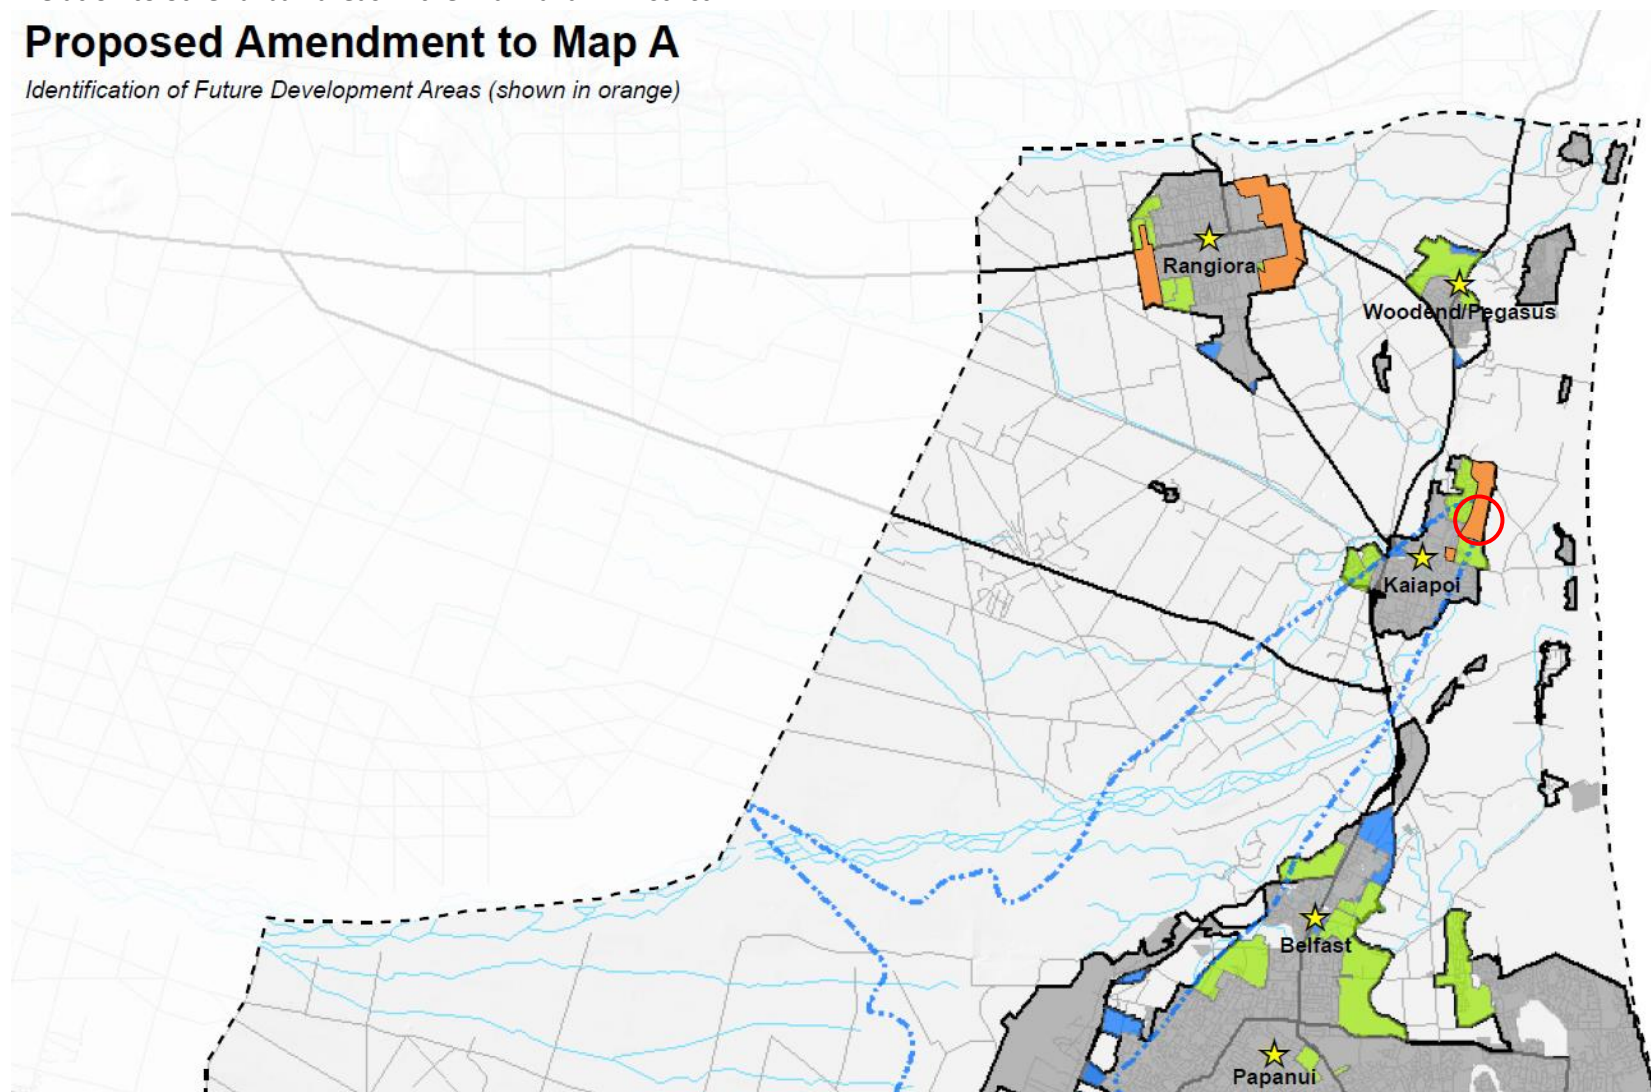 Proposed Amendment to Map A
Identification of Future Development Areas (shown in orange)
Rangiora
Woodend/Pegasus
Kaiapoi
Belfast
Papanui